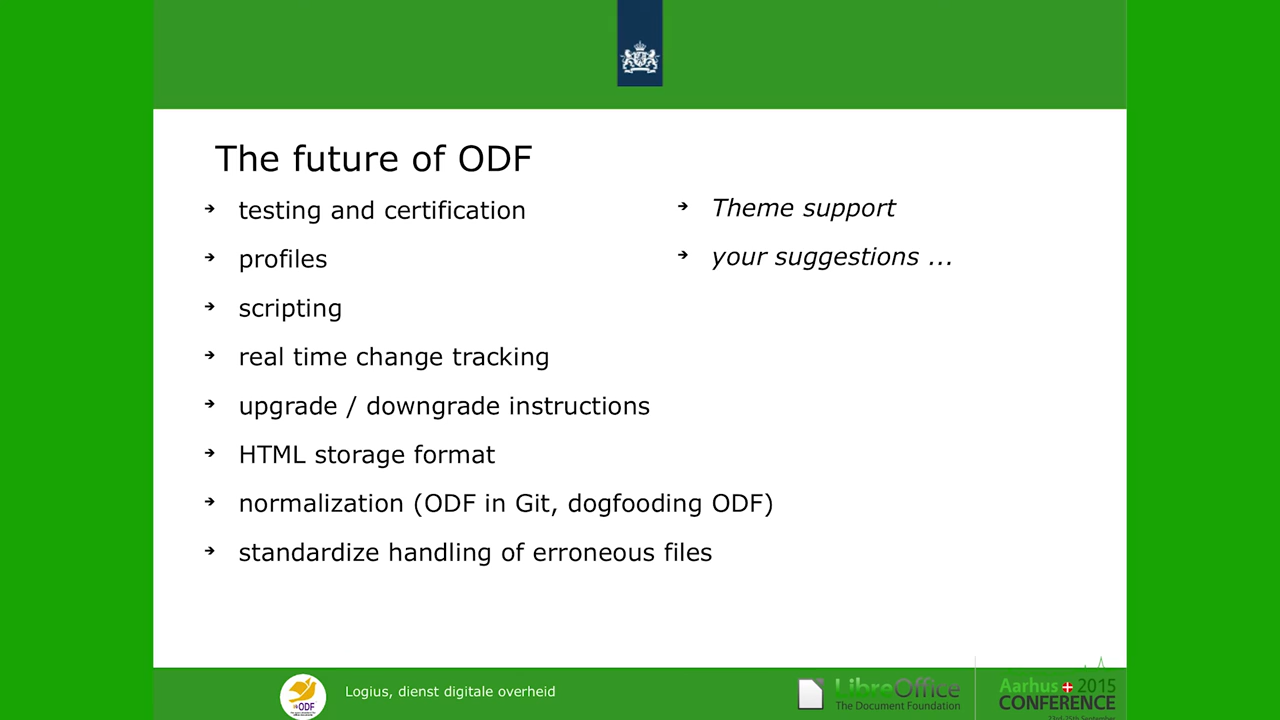 The future of ODF
testing and certification
profiles
scripting
real time change tracking
upgrade / downgrade instructions
HTML storage format
normalization (ODF in Git, dogfooding ODF)
standardize handling of erroneous files
Theme support
your suggestions ...
ODF
Logius, dienst digitale overheid
LibreOffice
The Document Foundation
Aarhus 2015
CONFERENCE